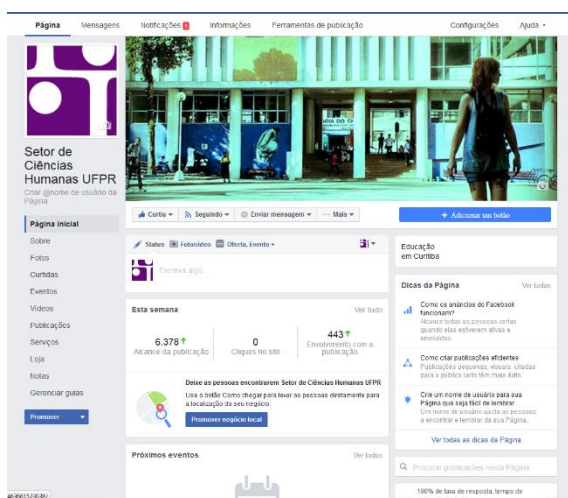 Página Mensagens Notificações Informações Ferramentas de publicação Configurações Ajuda
Setor de
Ciências
Humanas UFPR
Criar @nome de usuário da
Página
Página inicial
Sobre
Fotos
Curtidas
Eventos
Vídeos
Publicações
Serviços
Loja
Notas
Gerenciar guias
Promover
Curtiu Seguindo Enviar mensagem Mais
+ Adicionar um botão
Status Foto/vídeo Oferta, Evento +
Escreva algo...
Esta semana Ver tudo
6.378 0 443
Alcance da publicação Cliques no site Envolvimento com a
publicação
Deixe as pessoas encontrarem Setor de Ciências Humanas UFPR
Use o botão Como chegar para levar as pessoas diretamente para
a localização do seu negócio.
Promover negócio local
Próximos eventos Ver todos
Educação
em Curitiba
Dicas da Página Ver todas
Como os anúncios do Facebook
funcionam?
Alcance todas as pessoas certas
quando elas estiverem ativas e
envolvidas.
Como criar publicações eficientes
Publicações pequenas, visuais, criadas
para o público certo têm mais êxito.
Crie um nome de usuário para sua
Página que seja fácil de lembrar
Um nome de usuário ajuda as pessoas
a encontrar e lembrar da sua Página.
Ver todas as dicas da Página
Procurar publicações nesta Página
100% de taxa de resposta, tempo de